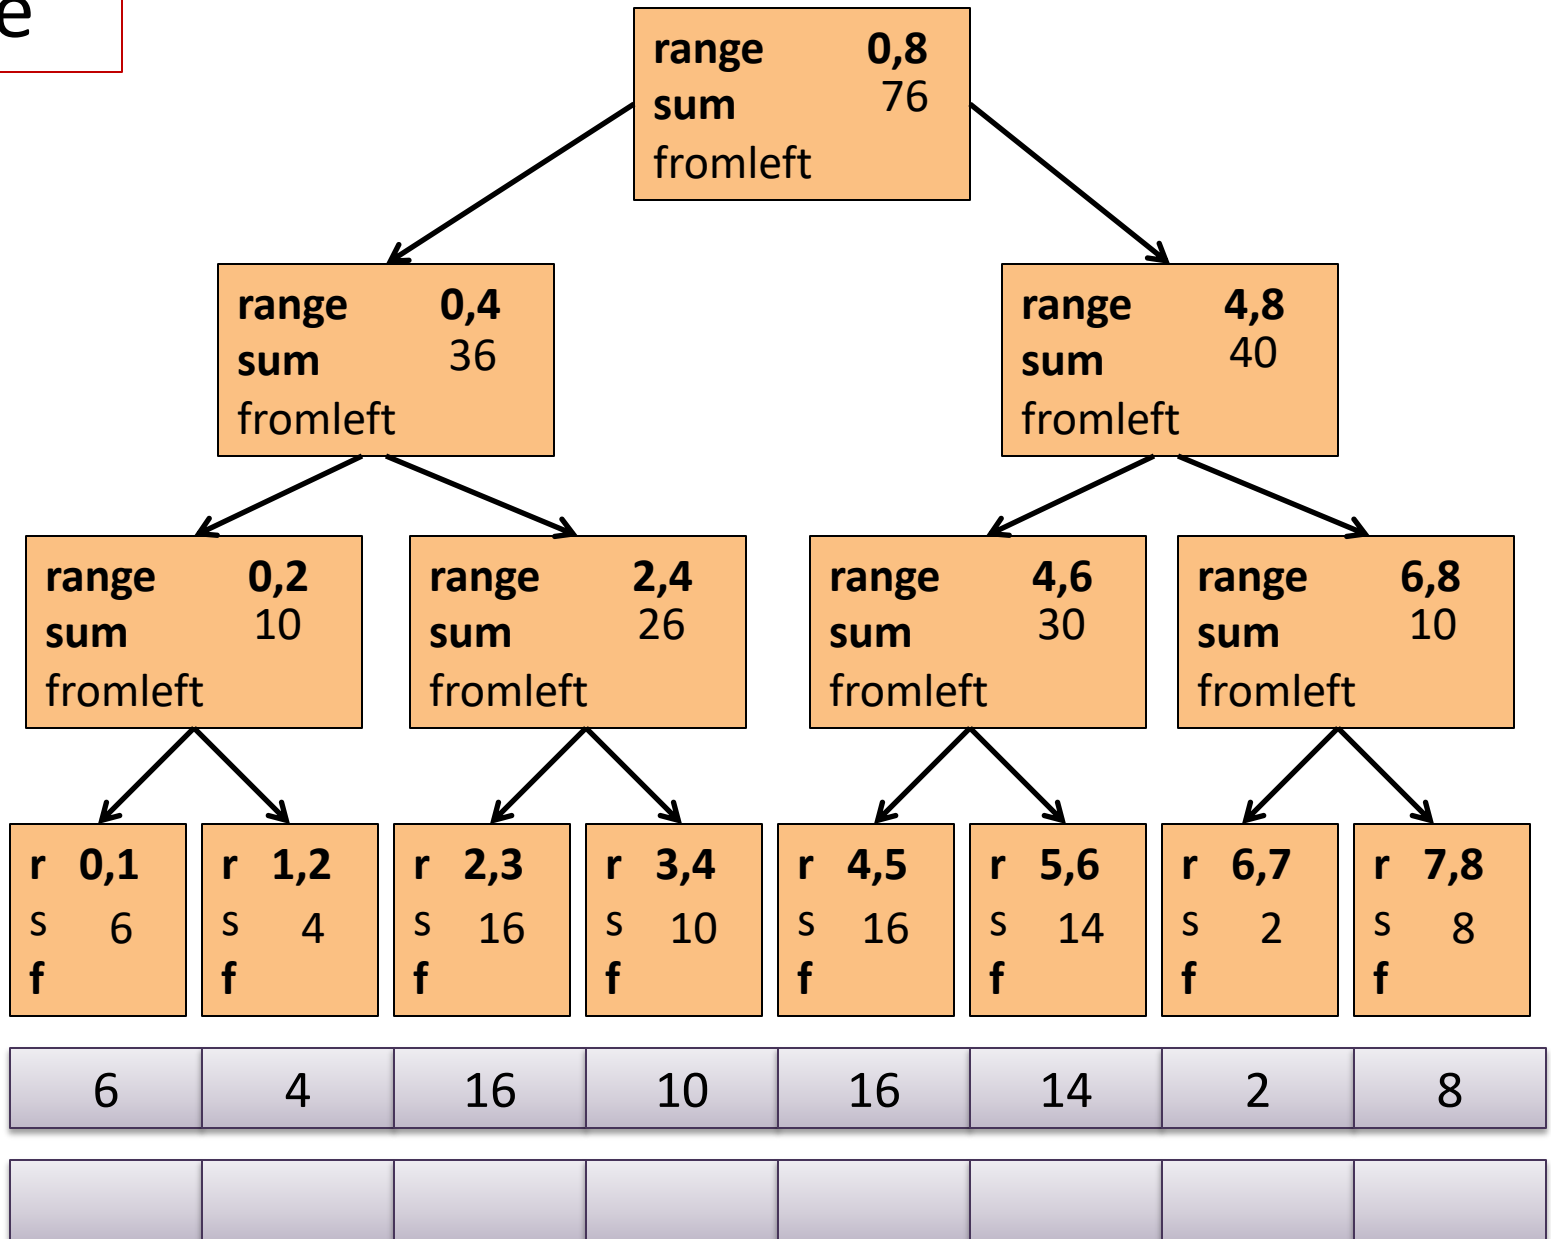 e
range 0,8
sum 76
fromleft
range 0,4
sum 36
fromleft
range 4,8
sum 40
fromleft
range 0,2
sum 10
fromleft
range 2,4
sum 26
fromleft
range 4,6
sum 30
fromleft
range 6,8
sum 10
fromleft
r 0,1
s 6
f
r 1,2
s 4
f
r 2,3
s 16
f
r 3,4
s 10
f
r 4,5
s 16
f
r 5,6
s 14
f
r 6,7
s 2
f
r 7,8
s 8
f
6 4 16 10 16 14 2 8